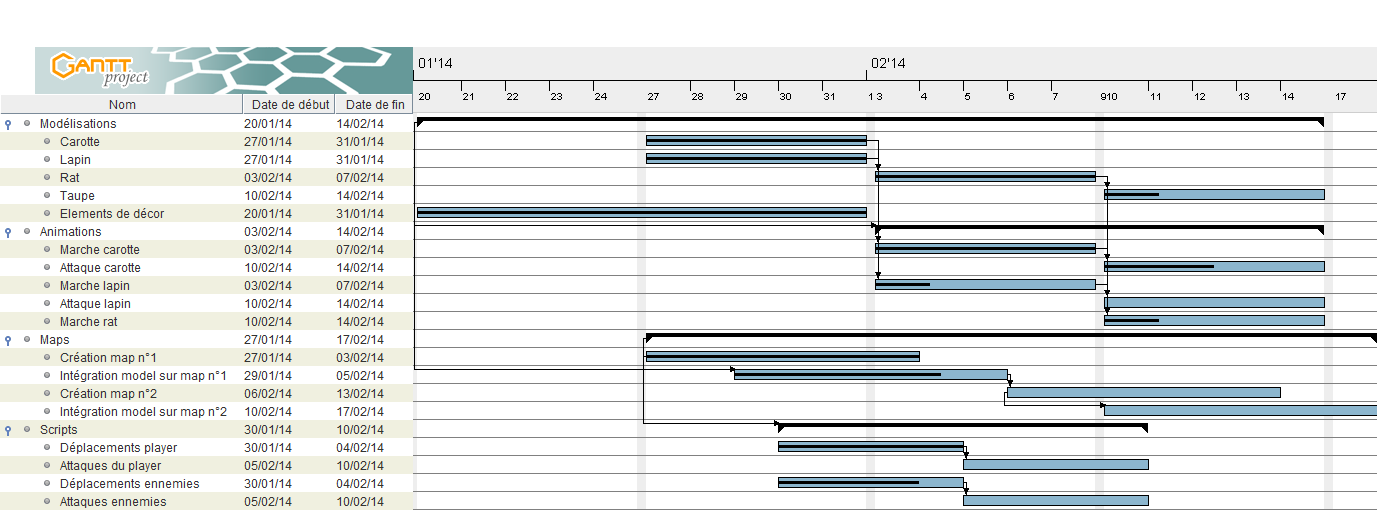 GANTT project
01'14 02'14
20 21 22 23 24 27 28 29 30 31 1 3 4 5 6 7 910 11 12 13 14 17
Nom Date de début Date de fin
Modélisations 20/01/14 14/02/14
Carotte 27/01/14 31/01/14
Lapin 27/01/14 31/01/14
Rat 03/02/14 07/02/14
Taupe 10/02/14 14/02/14
Elements de décor 20/01/14 31/01/14
Animations 03/02/14 14/02/14
Marche carotte 03/02/14 07/02/14
Attaque carotte 10/02/14 14/02/14
Marche lapin 03/02/14 07/02/14
Attaque lapin 10/02/14 14/02/14
Marche rat 10/02/14 14/02/14
Maps 27/01/14 17/02/14
Création map n°1 27/01/14 03/02/14
Intégration model sur map n°1 29/01/14 05/02/14
Création map n°2 06/02/14 13/02/14
Intégration model sur map n°2 10/02/14 17/02/14
Scripts 30/01/14 10/02/14
Déplacements player 30/01/14 04/02/14
Attaques du player 05/02/14 10/02/14
Déplacements ennemies 30/01/14 04/02/14
Attaques ennemies 05/02/14 10/02/14